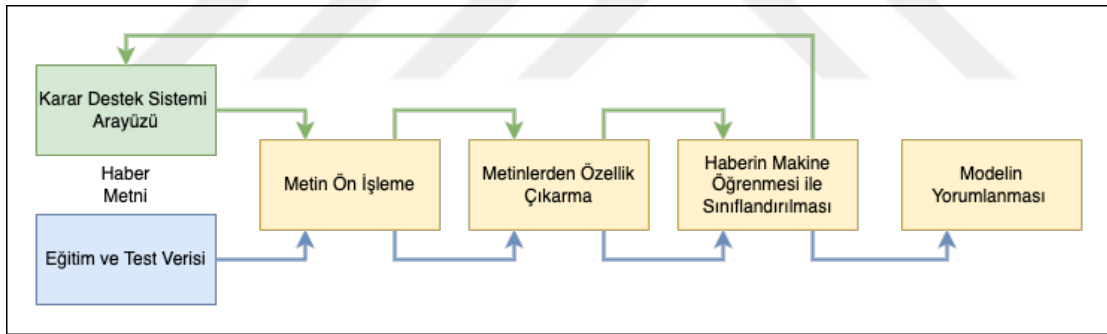 Karar Destek Sistemi
Arayüzü
Haber
Metni
Eğitim ve Test Verisi
Metin Ön İşleme
Metinlerden Özellik
Çıkarma
Haberin Makine
Öğrenmesi ile
Sınıflandırılması
Modelin
Yorumlanması